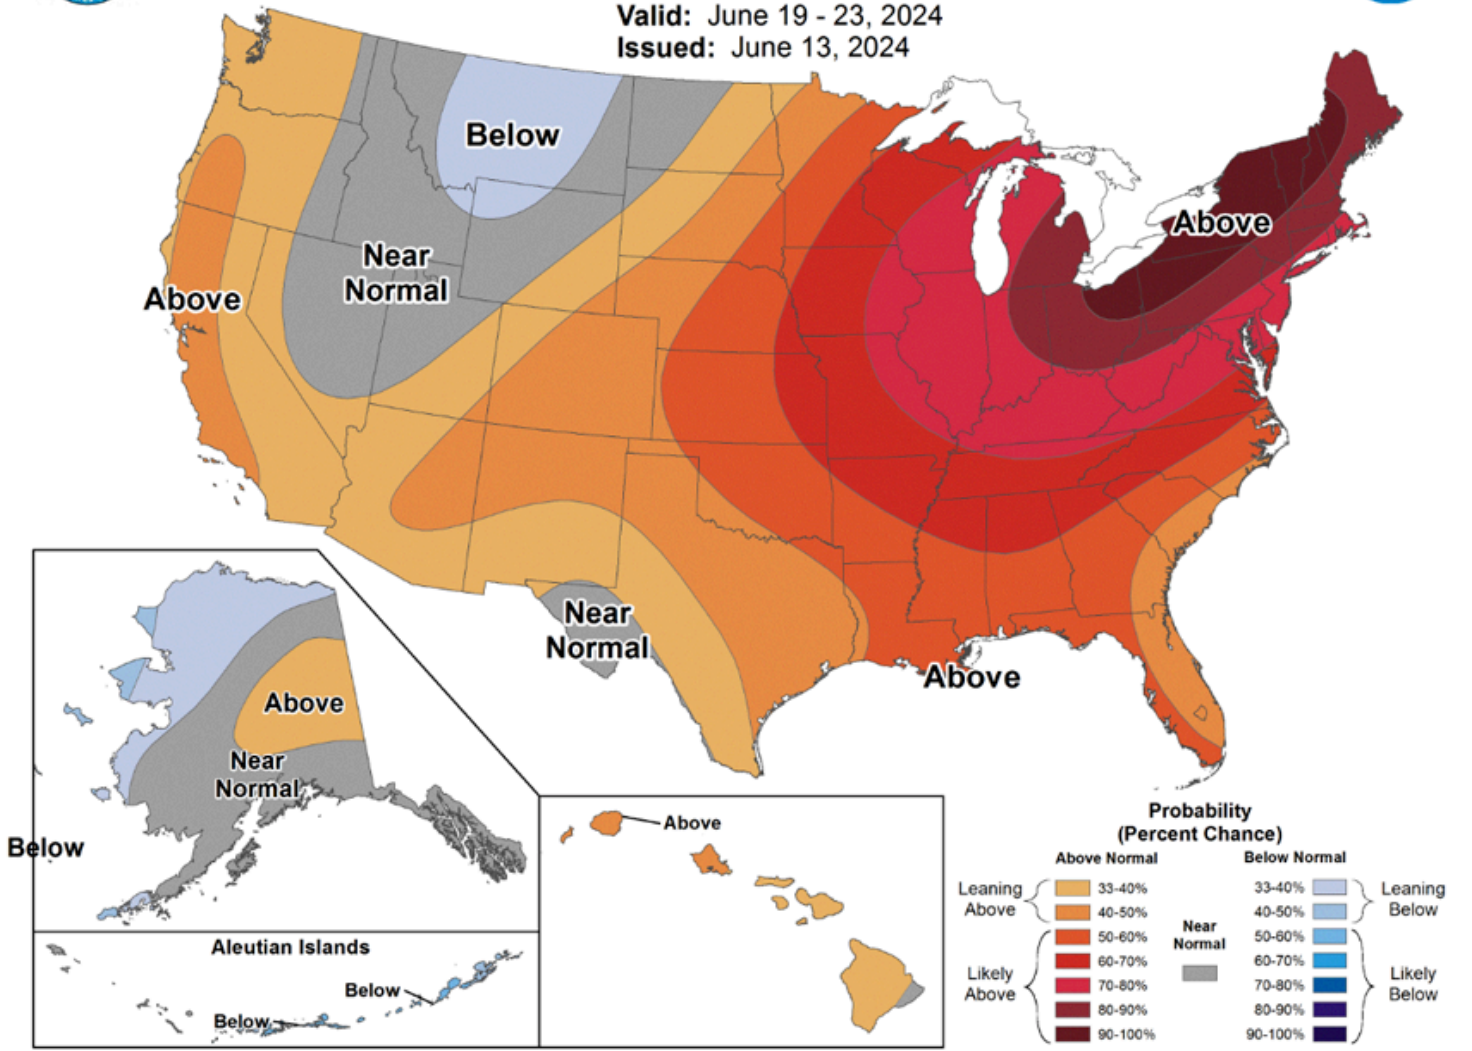 Valid: June 19 - 23, 2024
Issued: June 13, 2024
Below
Near
Normal
Above
Above
Near
Normal
Above
Above
Near
Normal
Below
Aleutian Islands
Below
Below
Above
Probability
(Percent Chance)
Above Normal
Below Normal
Leaning
Above
33-40%
40-50%
Likely
Above
50-60%
60-70%
70-80%
80-90%
90-100%
Near
Normal
33-40%
40-50%
Leaning
Below
50-60%
60-70%
70-80%
80-90%
90-100%
Likely
Below